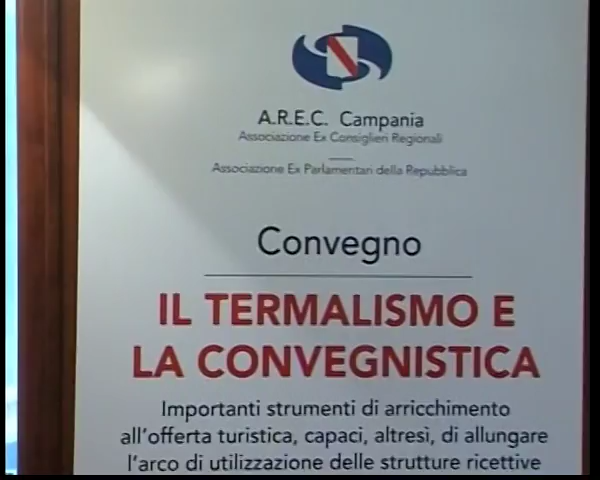 A.R.E.C. Campania
Associazione Ex Consiglieri Regionali
Associazione Ex Parlamentari della Repubblica
Convegno
IL TERMALISMO E
LA CONVEGNISTICA
Importanti strumenti di arricchimento
all'offerta turistica, capaci, altresì, di allungare
l'arco di utilizzazione delle strutture ricettive